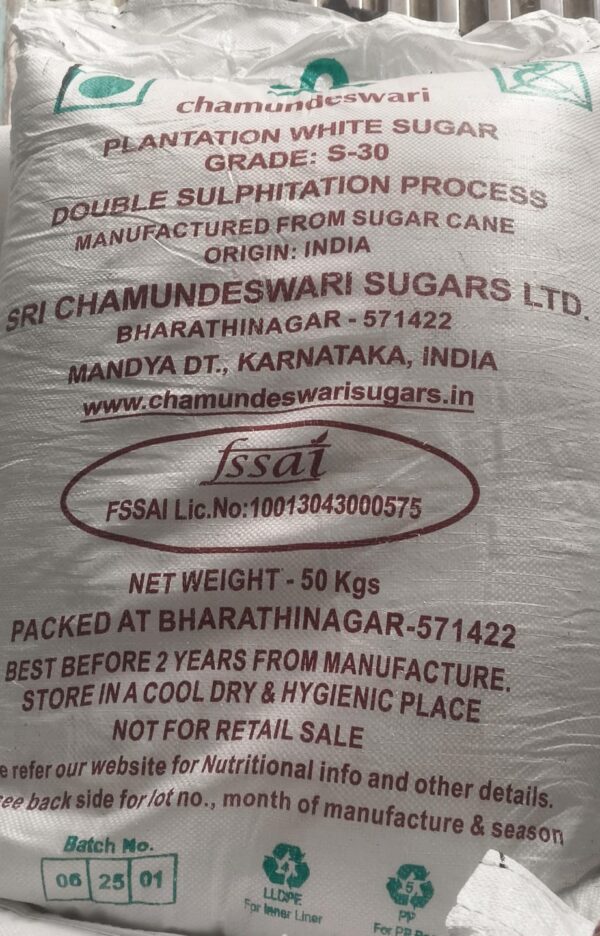 chamundeswari
PLANTATION WHITE SUGAR
GRADE: S-30
DOUBLE SULPHITATION PROCESS
MANUFACTURED FROM SUGAR CANE
ORIGIN: INDIA
SRI CHAMUNDESWARI SUGARS LTD.
BHARATHINAGAR - 571422
MANDYA DT., KARNATAKA, INDIA
www.chamundeswarisugars.in
fssai
FSSAI Lic.No:10013043000575
NET WEIGHT - 50 Kgs
PACKED AT BHARATHINAGAR-571422
BEST BEFORE 2 YEARS FROM MANUFACTURE.
STORE IN A COOL DRY & HYGIENIC PLACE
NOT FOR RETAIL SALE
refer our website for Nutritional info and other details.
back side for lot no., month of manufacture & season
Batch No.
06 25 01
4
LLDPE
For Inner Liner
5
PP
For PP